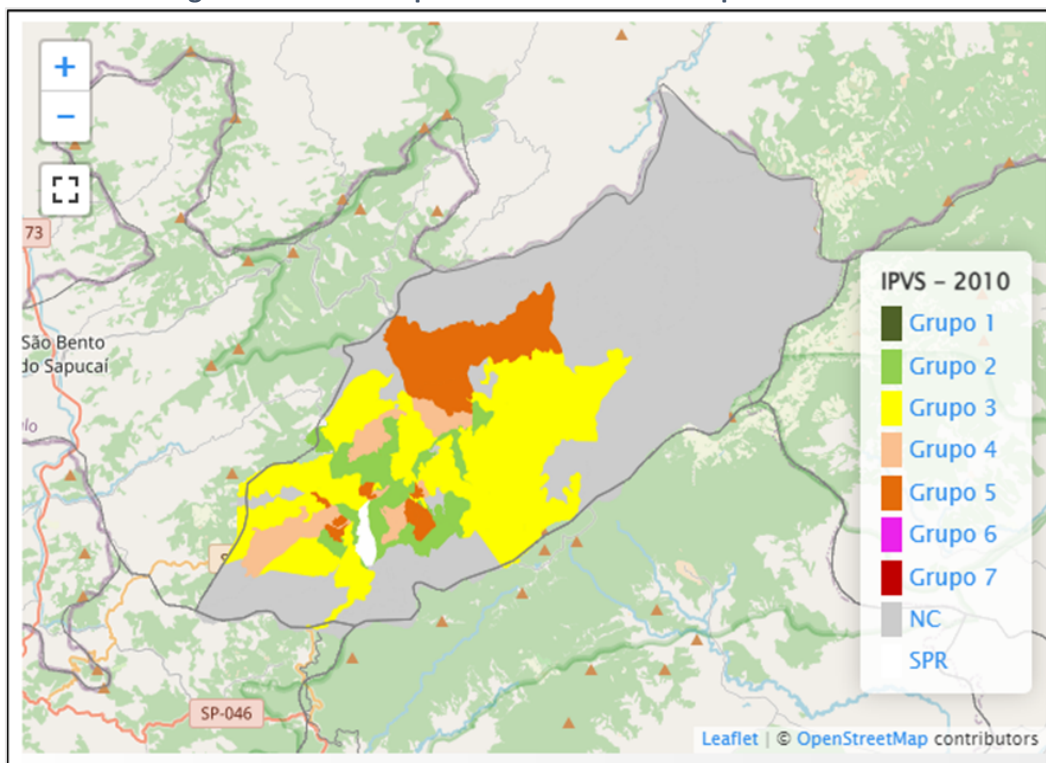 +
−
73
São Bento
do Sapucaí
SP-046
IPVS – 2010
Grupo 1
Grupo 2
Grupo 3
Grupo 4
Grupo 5
Grupo 6
Grupo 7
NC
SPR
Leaflet | © OpenStreetMap contributors